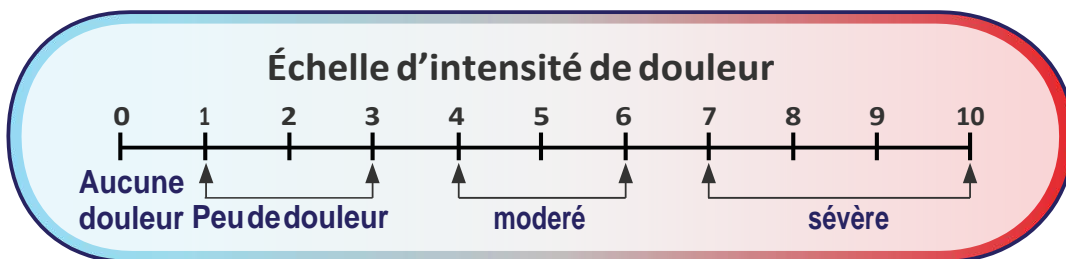 Échelle d'intensité de douleur
0 1 2 3 4 5 6 7 8 9 10
Aucune
douleur Peu de douleur moderé sévère